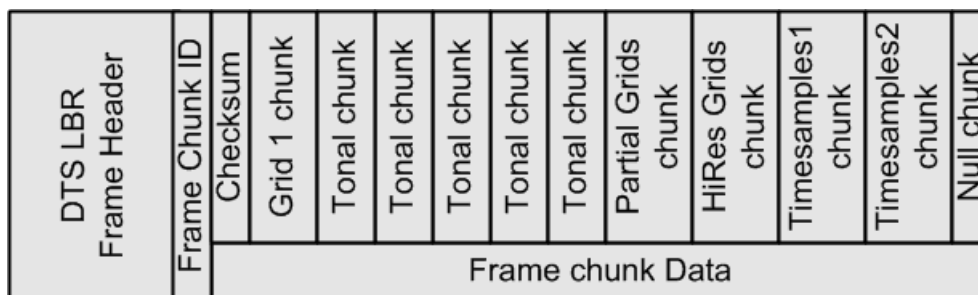 DTS LBR
Frame Header
Frame Chunk ID
Checksum
Grid 1 chunk
Tonal chunk
Tonal chunk
Tonal chunk
Tonal chunk
Tonal chunk
Partial Grids
chunk
HiRes Grids
chunk
Timesamples1
chunk
Timesamples2
chunk
Null chunk
Frame chunk Data